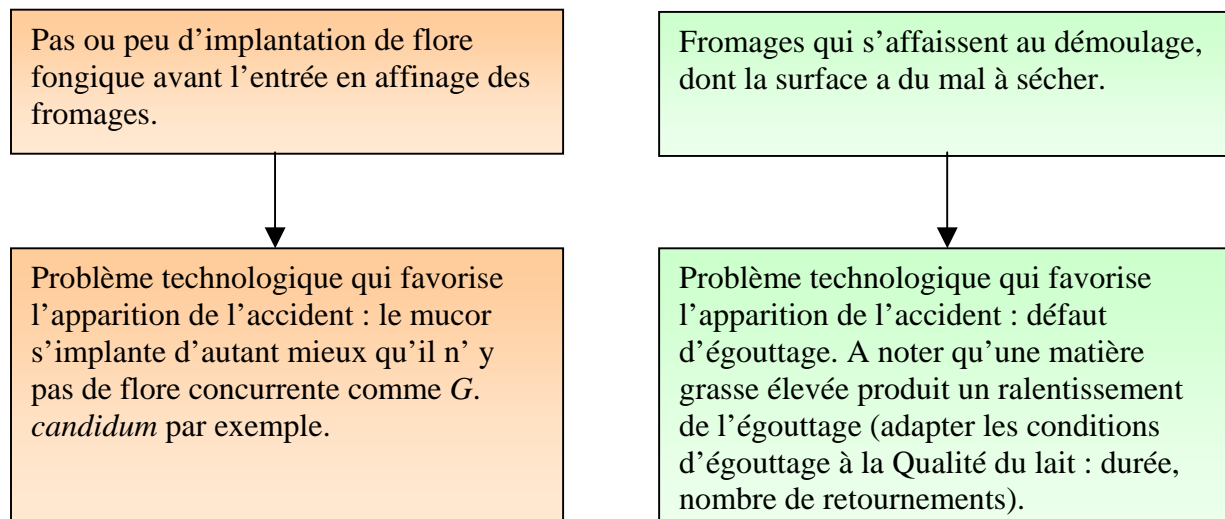 Pas ou peu d’implantation de flore
fongique avant l’entrée en affinage des
fromages.
Fromages qui s’affaissent au démoulage,
dont la surface a du mal à sécher.
Problème technologique qui favorise
l’apparition de l’accident : le mucor
s’implante d’autant mieux qu’il n’ y
pas de flore concurrente comme G.
candidum par exemple.
Problème technologique qui favorise
l’apparition de l’accident : défaut
d’égouttage. A noter qu’une matière
grasse élevée produit un ralentissement
de l’égouttage (adapter les conditions
d’égouttage à la Qualité du lait : durée,
nombre de retournements).